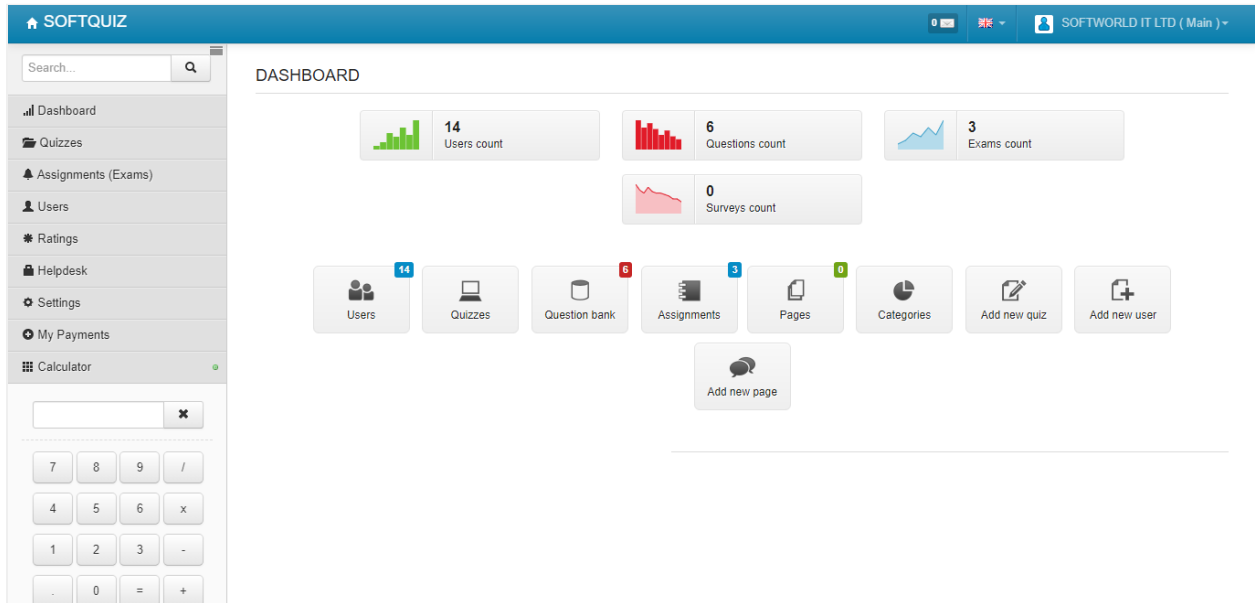 SOFTQUIZ
0
SOFTWORLD IT LTD ( Main )
Search...
Dashboard
Quizzes
Assignments (Exams)
Users
Ratings
Helpdesk
Settings
My Payments
Calculator
7 8 9 /
4 5 6 x
1 2 3 -
. 0 = +
DASHBOARD
14
Users count
6
Questions count
3
Exams count
0
Surveys count
14
Users
Quizzes
6
Question bank
3
Assignments
0
Pages
Categories
Add new quiz
Add new user
Add new page